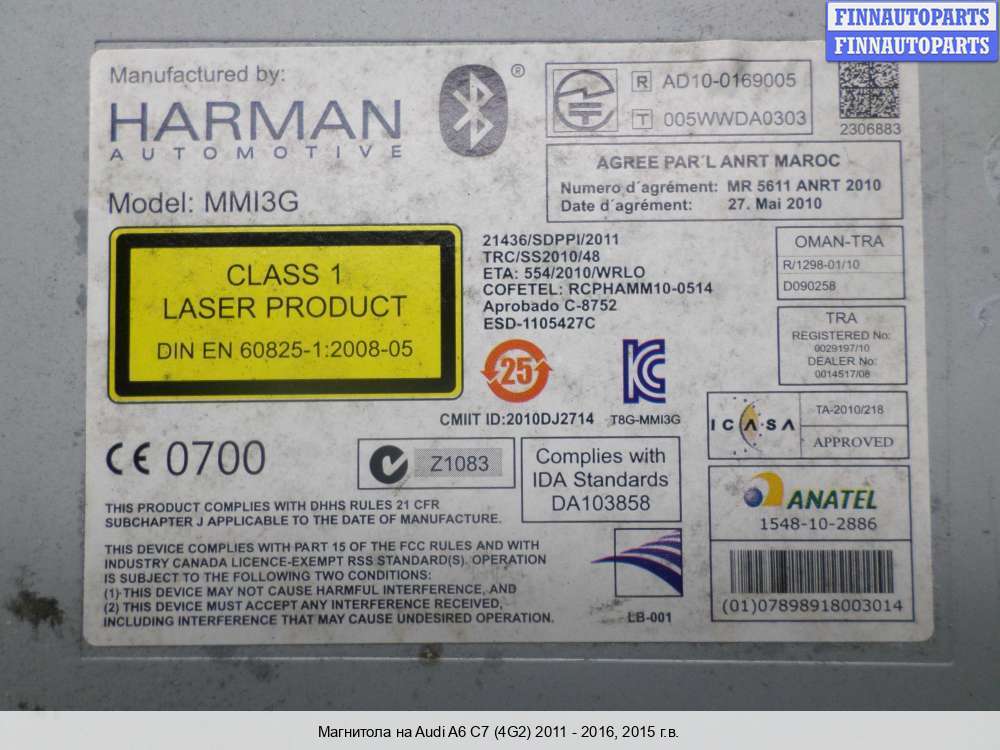 FINNAUTOPARTS
FINNAUTOPARTS
Manufactured by:
HARMAN
AUTOMOTIVE
®
R AD10-0169005
T 005WWDA0303
2306883
AGREE PAR´L ANRT MAROC
Numero d´agrément: MR 5611 ANRT 2010
Date d´agrément: 27. Mai 2010
Model: MMI3G
CLASS 1
LASER PRODUCT
DIN EN 60825-1:2008-05
21436/SDPPI/2011
TRC/SS2010/48
ETA: 554/2010/WRLO
COFETEL: RCPHAMM10-0514
Aprobado C-8752
ESD-1105427C
OMAN-TRA
R/1298-01/10
D090258
TRA
REGISTERED No:
0029197/10
DEALER No:
0014517/08
25
CMIIT ID:2010DJ2714
T8G-MMI3G
ICASA
TA-2010/218
APPROVED
CE 0700
Z1083
Complies with
IDA Standards
DA103858
ANATEL
1548-10-2886
(01)07898918003014
THIS PRODUCT COMPLIES WITH DHHS RULES 21 CFR
SUBCHAPTER J APPLICABLE TO THE DATE OF MANUFACTURE.
THIS DEVICE COMPLIES WITH PART 15 OF THE FCC RULES AND WITH
INDUSTRY CANADA LICENCE-EXEMPT RSS STANDARD(S). OPERATION
IS SUBJECT TO THE FOLLOWING TWO CONDITIONS:
(1) THIS DEVICE MAY NOT CAUSE HARMFUL INTERFERENCE, AND
(2) THIS DEVICE MUST ACCEPT ANY INTERFERENCE RECEIVED,
INCLUDING INTERFERENCE THAT MAY CAUSE UNDESIRED OPERATION.
LB-001
Магнитола на Audi A6 C7 (4G2) 2011 - 2016, 2015 г.в.